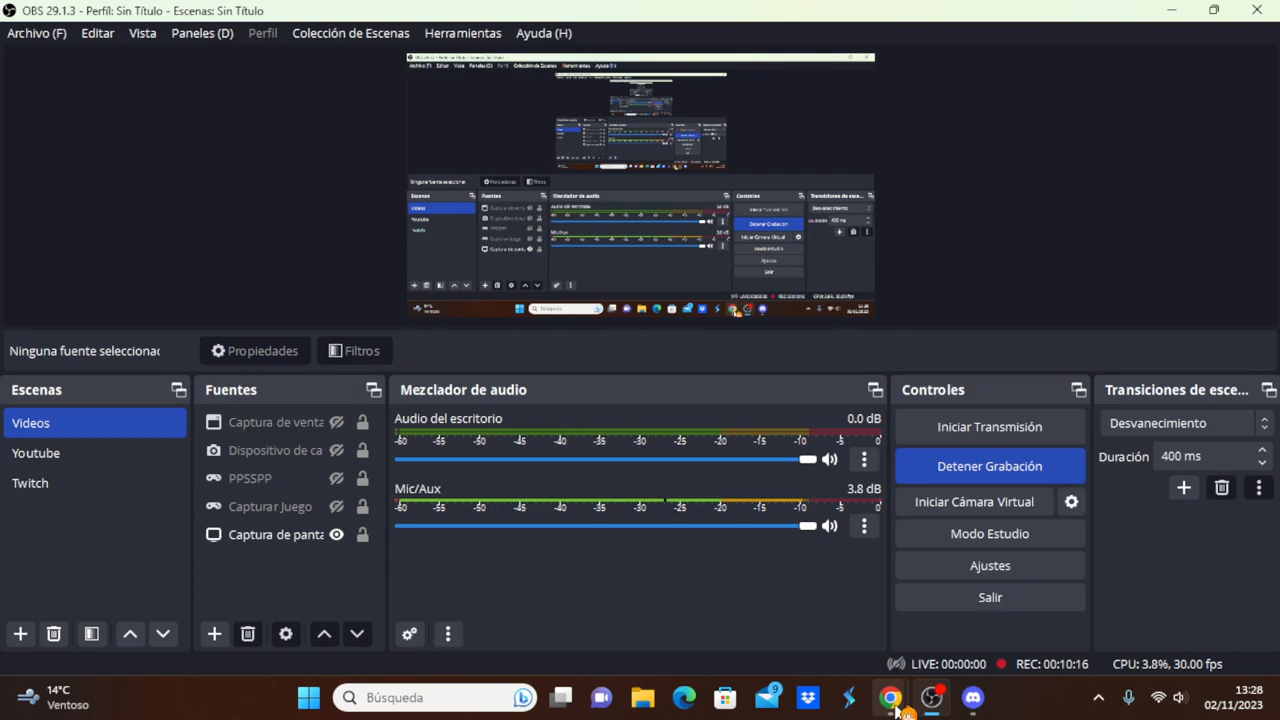 OBS 29.1.3 - Perfil: Sin Título - Escenas: Sin Título
Archivo (F) Editar Vista Paneles (D) Perfil Colección de Escenas Herramientas Ayuda (H)
Ninguna fuente seleccionac Propiedades Filtros
Escenas
Videos
Youtube
Twitch
Fuentes
Captura de venta
Dispositivo de ca
PPSSPP
Capturar Juego
Captura de panta
Mezclador de audio
Audio del escritorio 0.0 dB
-60 -55 -50 -45 -40 -35 -30 -25 -20 -15 -10 -5 0
Mic/Aux 3.8 dB
-60 -55 -50 -45 -40 -35 -30 -25 -20 -15 -10 -5 0
Controles
Iniciar Transmisión
Detener Grabación
Iniciar Cámara Virtual
Modo Estudio
Ajustes
Salir
Transiciones de esce...
Desvanecimiento
Duración 400 ms
LIVE: 00:00:00 REC: 00:10:16 CPU: 3.8%, 30.00 fps
14°C
Ventoso
Búsqueda
9
13:28
02/11/2023